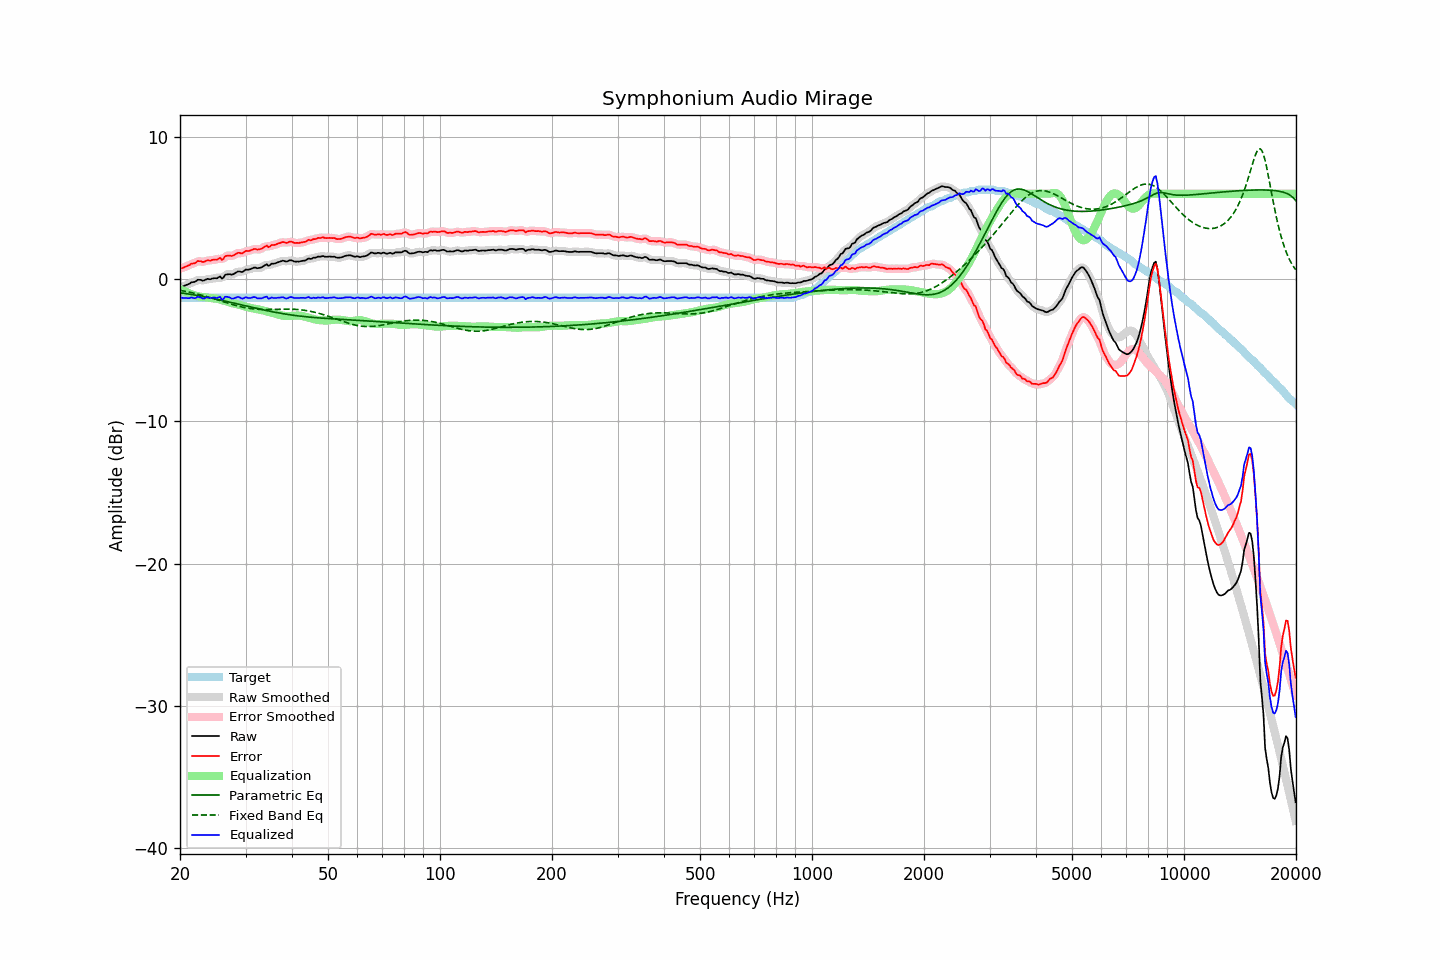 Symphonium Audio Mirage
Amplitude (dBr)
10
0
−10
−20
−30
−40
Target
Raw Smoothed
Error Smoothed
Raw
Error
Equalization
Parametric Eq
Fixed Band Eq
Equalized
20 50 100 200 500 1000 2000 5000 10000 20000
Frequency (Hz)